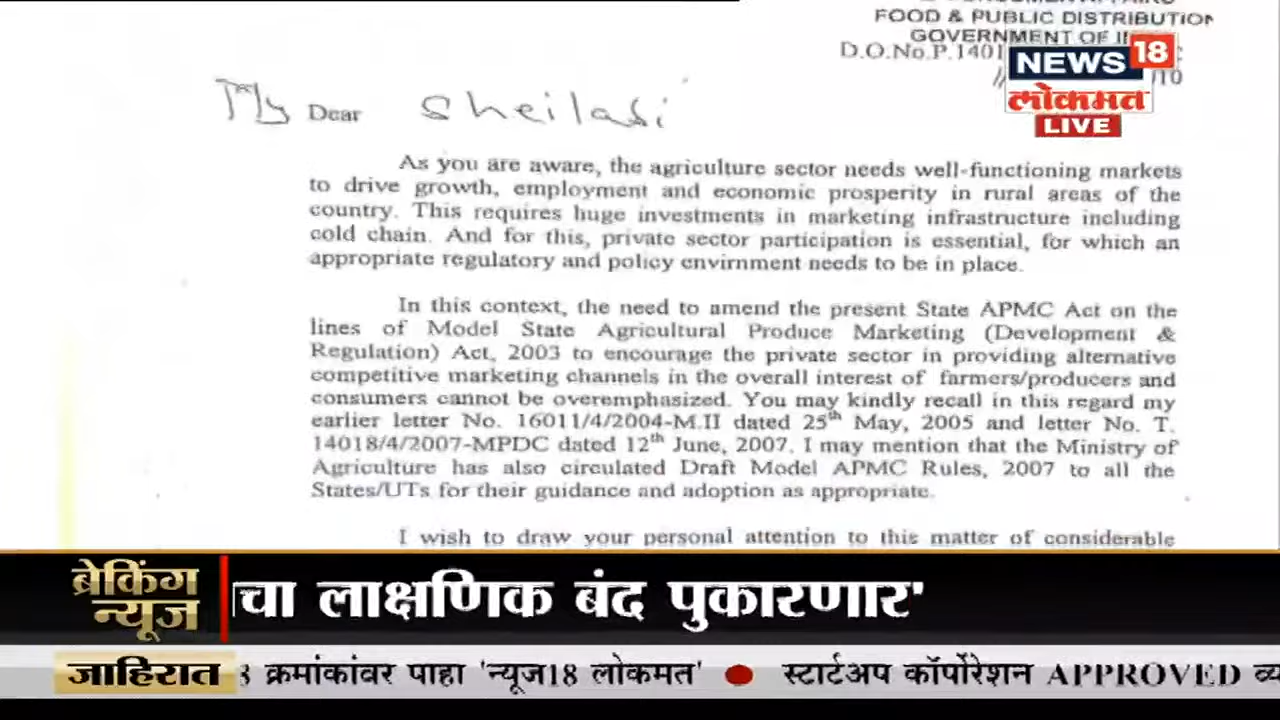 FOOD & PUBLIC DISTRIBUTION
GOVERNMENT OF
D.O.No.P.1401
NEWS 18
लोकमत
LIVE
My Dear Sheilaji
As you are aware, the agriculture sector needs well-functioning markets
to drive growth, employment and economic prosperity in rural areas of the
country. This requires huge investments in marketing infrastructure including
cold chain. And for this, private sector participation is essential, for which an
appropriate regulatory and policy envirnment needs to be in place.
In this context, the need to amend the present State APMC Act on the
lines of Model State Agricultural Produce Marketing (Development &
Regulation) Act, 2003 to encourage the private sector in providing alternative
competitive marketing channels in the overall interest of farmers/producers and
consumers cannot be overemphasized. You may kindly recall in this regard my
earlier letter No. 16011/4/2004-M.II dated 25th May, 2005 and letter No. T.
14018/4/2007-MPDC dated 12th June, 2007. I may mention that the Ministry of
Agriculture has also circulated Draft Model APMC Rules, 2007 to all the
States/UTs for their guidance and adoption as appropriate.
I wish to draw your personal attention to this matter of considerable
ब्रेकिंग न्यूज
चा लाक्षणिक बंद पुकारणार'
जाहिरात
क्रमांकांवर पाहा 'न्यूज18 लोकमत' ● स्टार्टअप कॉर्पोरेशन APPROVED व्य